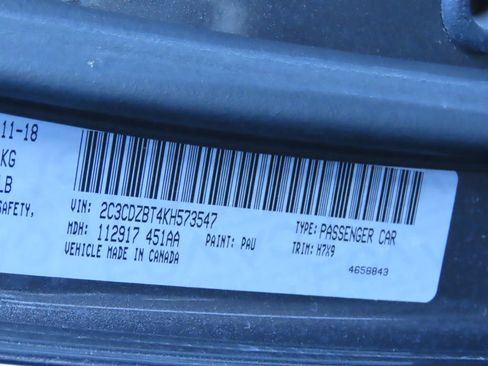 11-18
KG
LB
SAFETY,
VIN: 2C3CDZBT4KH573547
TYPE: PASSENGER CAR
MDH: 112917 451AA PAINT: PAU TRIM: H7X9
VEHICLE MADE IN CANADA
4658843